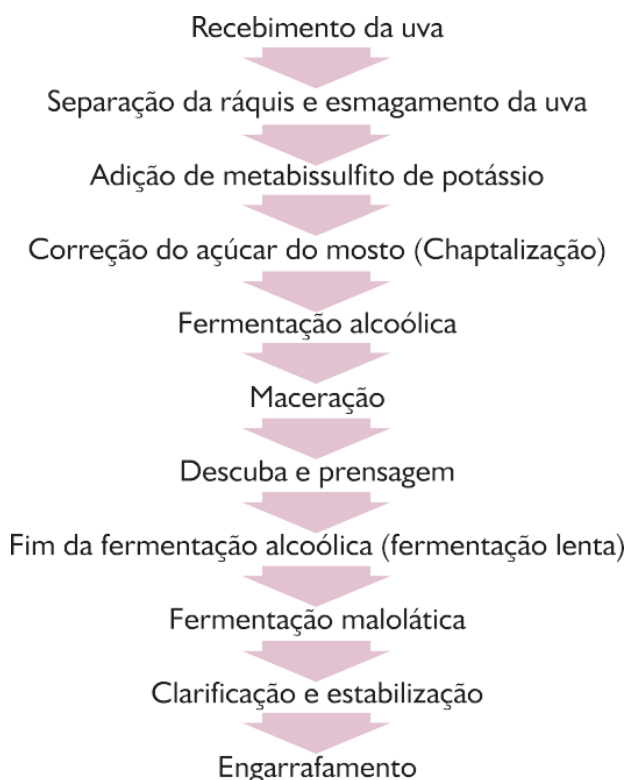 Recebimento da uva
Separação da ráquis e esmagamento da uva
Adição de metabissulfito de potássio
Correção do açúcar do mosto (Chaptalização)
Fermentação alcoólica
Maceração
Descuba e prensagem
Fim da fermentação alcoólica (fermentação lenta)
Fermentação malolática
Clarificação e estabilização
Engarrafamento